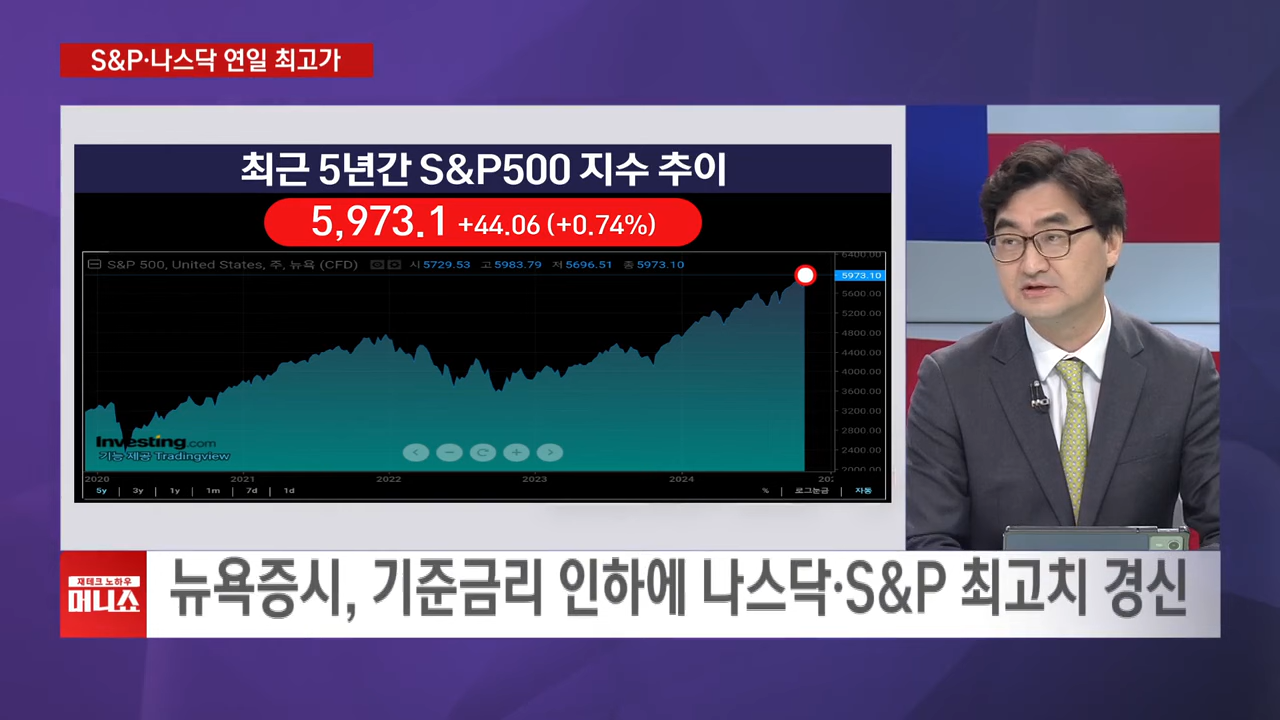 S&P·나스닥 연일 최고가
최근 5년간 S&P500 지수 추이
5,973.1 +44.06 (+0.74%)
S&P 500, United States, 주, 뉴욕 (CFD) 시 5729.53 고 5983.79 저 5696.51 종 5973.10
6400.00
5973.10
5600.00
5200.00
4800.00
4400.00
4000.00
3600.00
3200.00
2800.00
2400.00
2000.00
Investing.com
기능 제공 Tradingview
2020 2021 2022 2023 2024
5y | 3y | 1y | 1m | 7d | 1d % | 로그눈금 | 자동
재테크 노하우
머니쇼
뉴욕증시, 기준금리 인하에 나스닥·S&P 최고치 경신